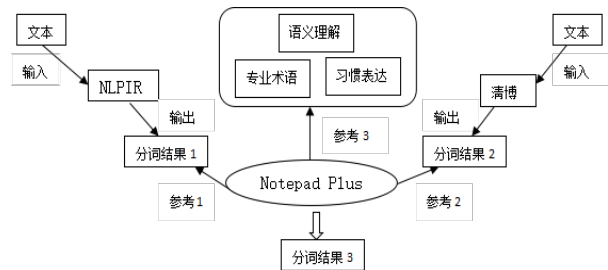 文本
语义理解
文本
输入
专业术语
习惯表达
输入
NLPIR
清博
输出
输出
参考 3
分词结果 1
分词结果 2
Notepad Plus
参考 1
参考 2
分词结果 3